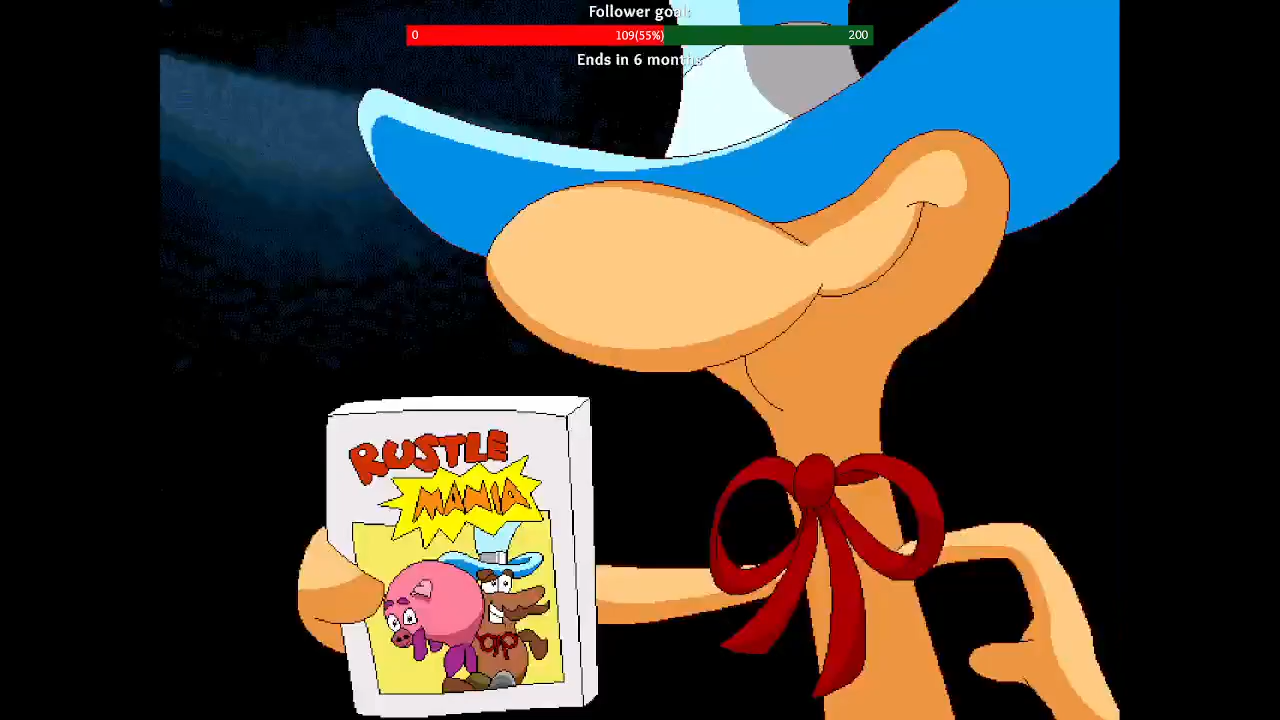 Follower goal:
0 109(55%) 200
Ends in 6 months
RUSTLE
MANIA